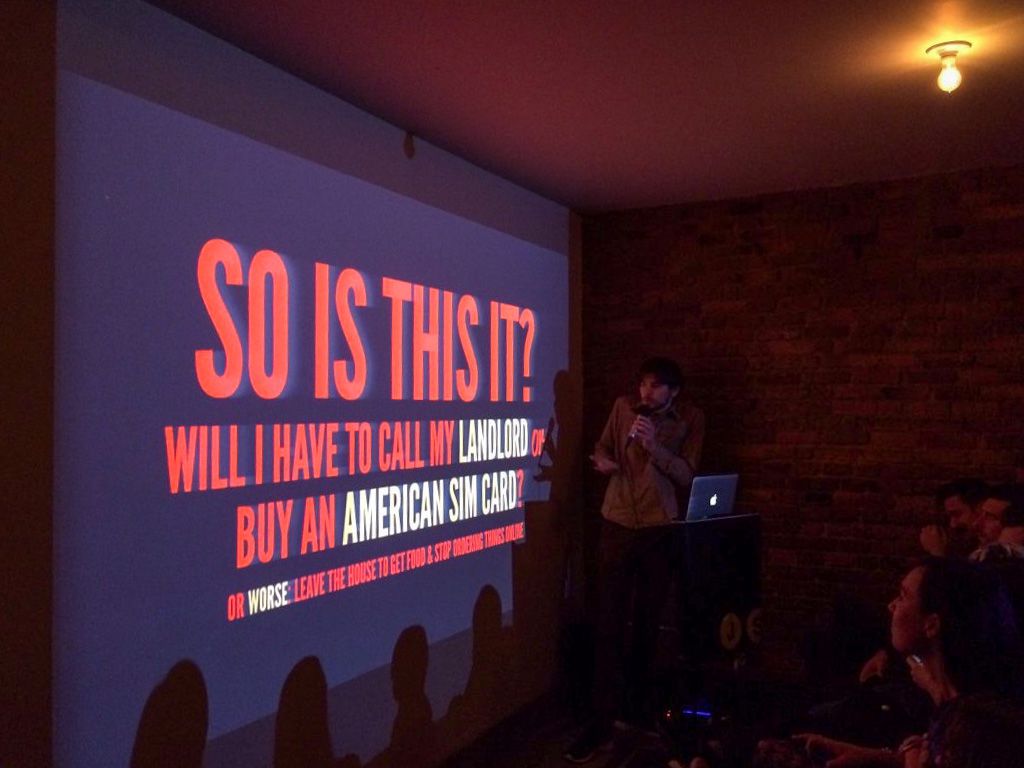 SO IS THIS IT?
WILL I HAVE TO CALL MY LANDLORD OR
BUY AN AMERICAN SIM CARD?
OR WORSE: LEAVE THE HOUSE TO GET FOOD & STOP ORDERING THINGS ONLINE